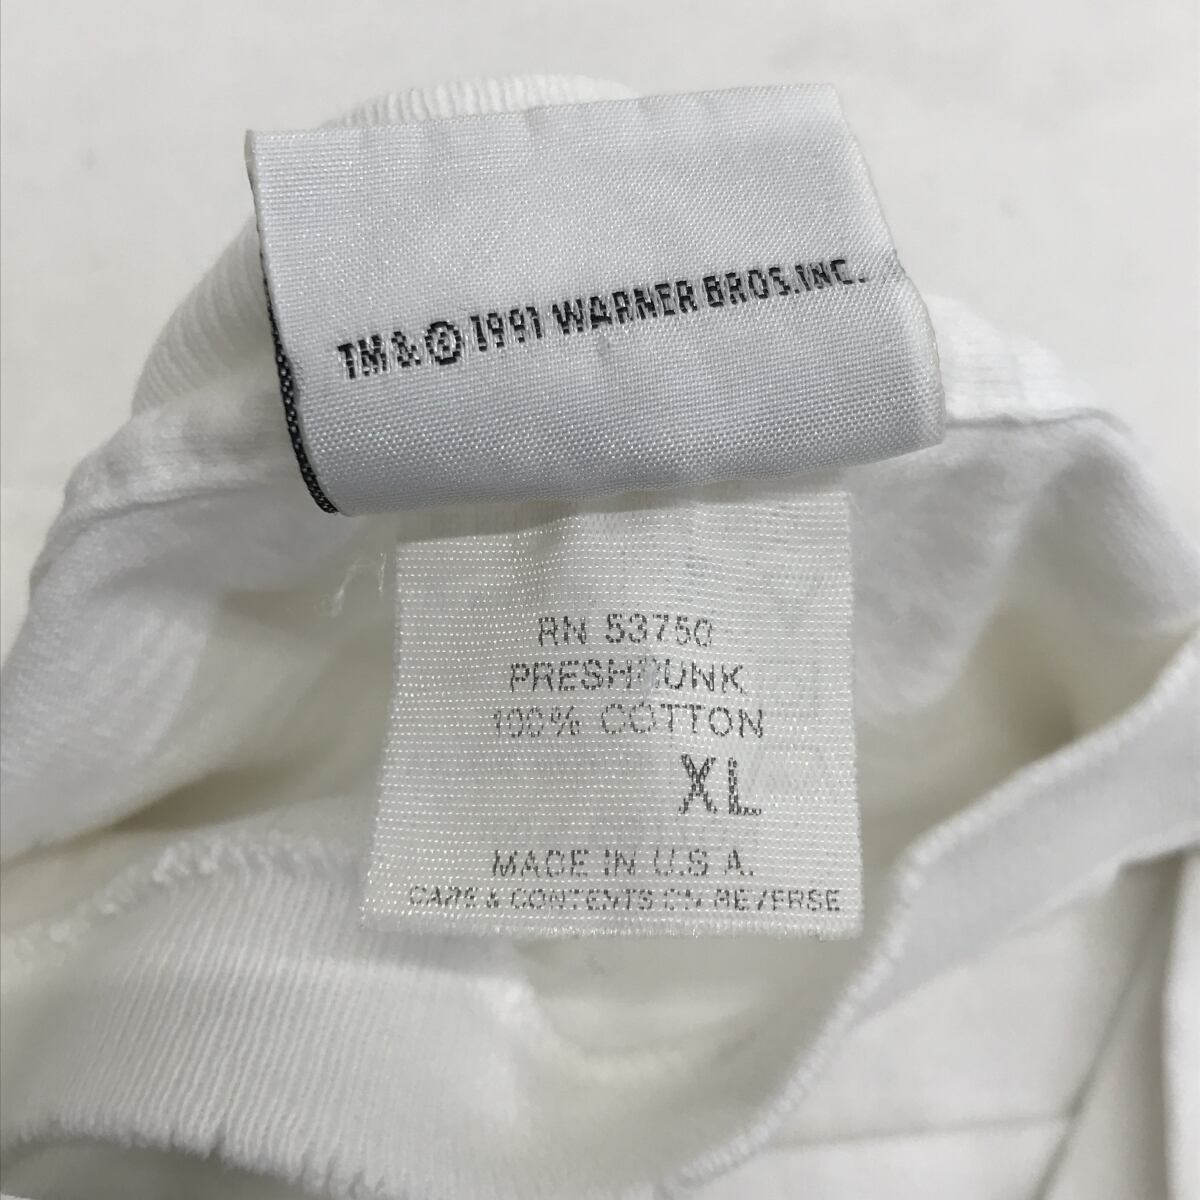 TM & © 1991 WARNER BROS. INC.
RN 53750
PRESHRUNK
100% COTTON
XL
MADE IN U.S.A.
CARE & CONTENTS ON REVERSE